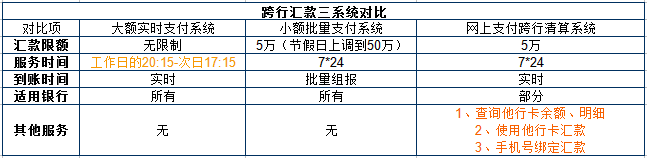 跨行汇款三系统对比
对比项 大额实时支付系统 小额批量支付系统 网上支付跨行清算系统
汇款限额 无限制 5万（节假日上调到50万） 5万
服务时间 工作日的20:15-次日17:15 7*24 7*24
到账时间 实时 批量组报 实时
适用银行 所有 所有 部分
其他服务 无 无 1、查询他行卡余额、明细
2、使用他行卡汇款
3、手机号绑定汇款